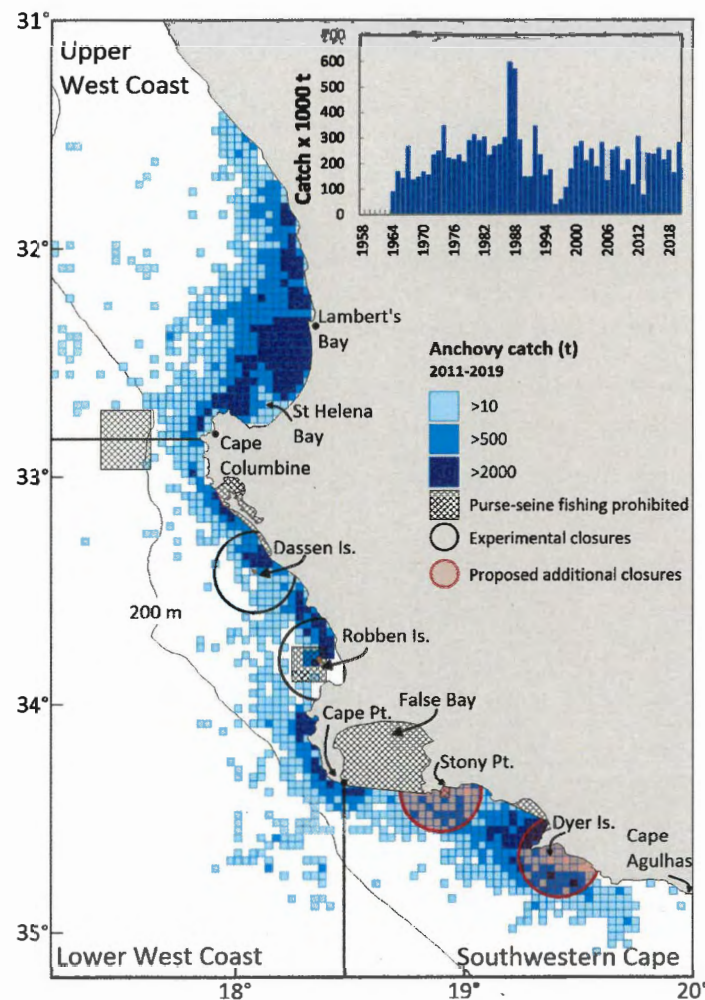 31°
Upper
West Coast
Catch x 1000 t
700
600
500
400
300
200
100
0
1958
1964
1970
1976
1982
1988
1994
2000
2006
2012
2018
32°
Lambert's
Bay
Anchovy catch (t)
2011-2019
>10
>500
>2000
Purse-seine fishing prohibited
Experimental closures
Proposed additional closures
St Helena
Bay
Cape
Columbine
33°
Dassen Is.
200 m
Robben Is.
34°
Cape Pt.
False Bay
Stony Pt.
Dyer Is.
Cape
Agulhas
35°
Lower West Coast
Southwestern Cape
18°
19°
20°